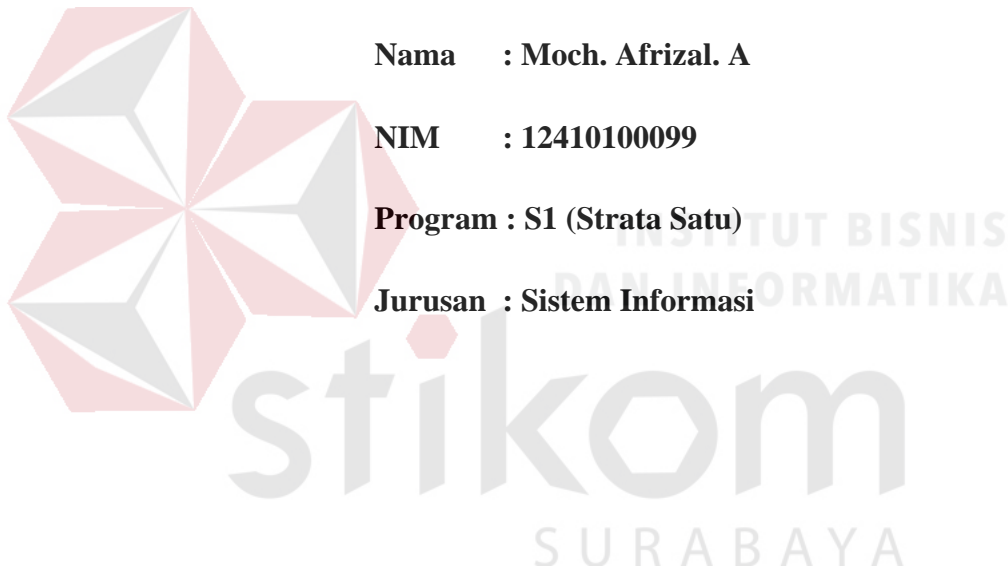 Nama : Moch. Afrizal. A
NIM : 12410100099
Program : S1 (Strata Satu)
INSTITUT BISNIS
DAN INFORMATIKA
Jurusan : Sistem Informasi
stikom
SURABAYA